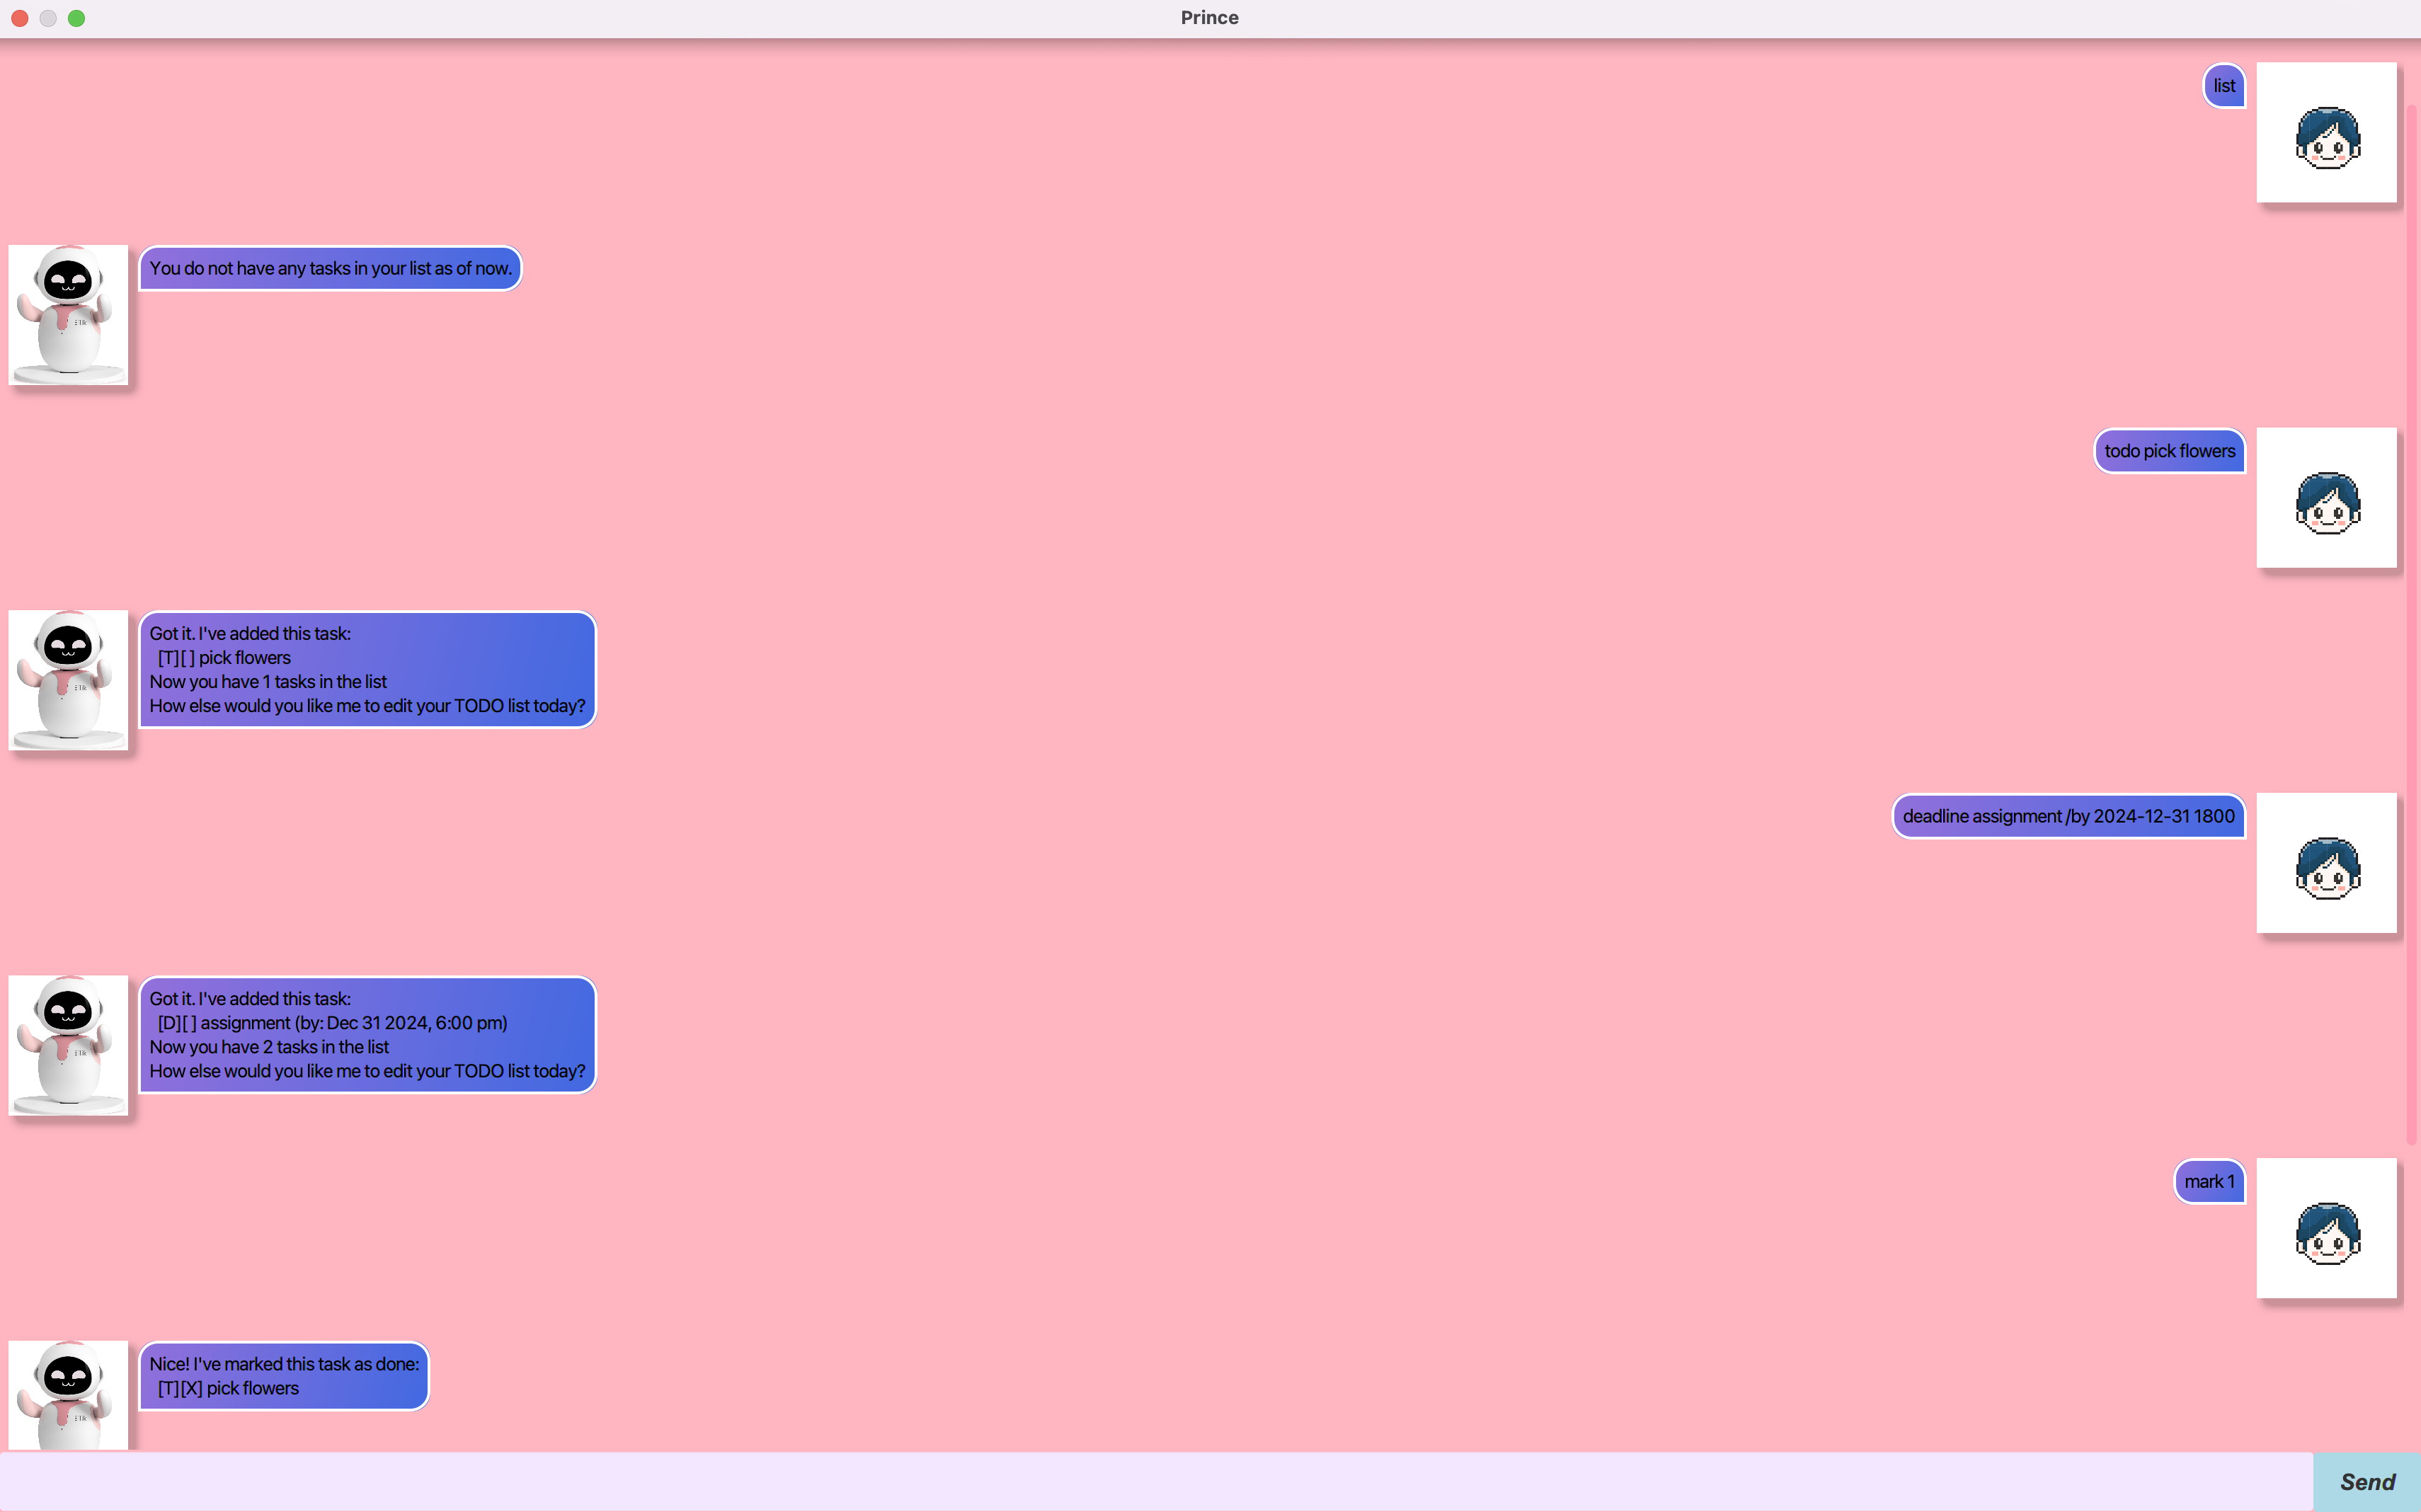 Prince
list
You do not have any tasks in your list as of now.
todo pick flowers
Got it. I've added this task:
[T][ ] pick flowers
Now you have 1 tasks in the list
How else would you like me to edit your TODO list today?
deadline assignment /by 2024-12-31 1800
Got it. I've added this task:
[D][ ] assignment (by: Dec 31 2024, 6:00 pm)
Now you have 2 tasks in the list
How else would you like me to edit your TODO list today?
mark 1
Nice! I've marked this task as done:
[T][X] pick flowers
Send